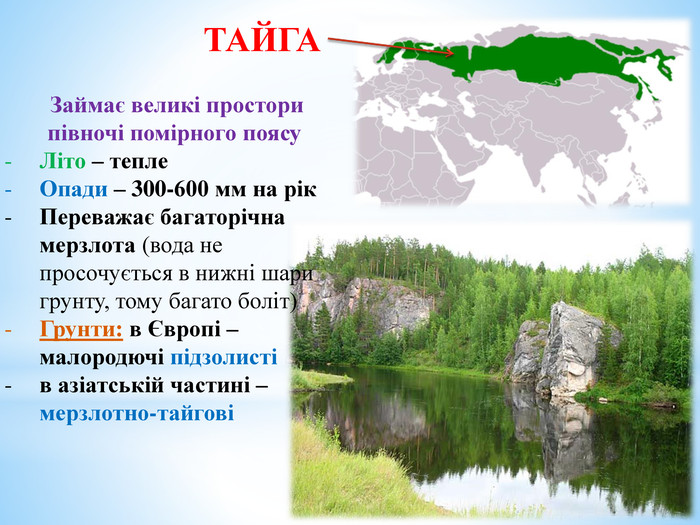 ТАЙГА
Займає великі простори
півночі помірного поясу
- Літо – тепле
- Опади – 300-600 мм на рік
- Переважає багаторічна
мерзлота (вода не
просочується в нижні шари
грунту, тому багато боліт)
- Грунти: в Європі –
малородючі підзолисті
- в азіатській частині –
мерзлотно-тайгові